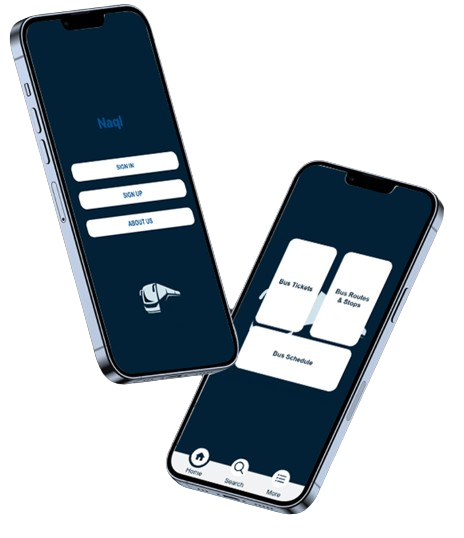 Naql
SIGN IN
SIGN UP
ABOUT US
Bus Tickets
Bus Routes
& Stops
Bus Schedule
Home
Search
More